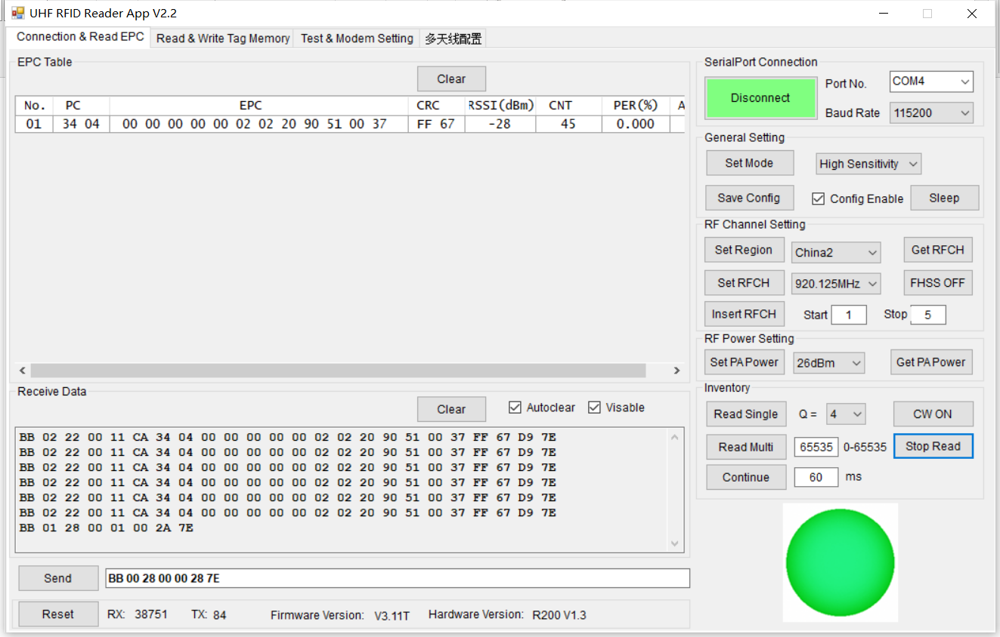 UHF RFID Reader App V2.2
Connection & Read EPC Read & Write Tag Memory Test & Modem Setting 多天线配置
EPC Table
Clear
No. PC EPC CRC RSSI(dBm) CNT PER(%) A
01 34 04 00 00 00 00 00 02 02 20 90 51 00 37 FF 67 -28 45 0.000
Receive Data
Clear Autoclear Visable
BB 02 22 00 11 CA 34 04 00 00 00 00 00 02 02 20 90 51 00 37 FF 67 D9 7E
BB 02 22 00 11 CA 34 04 00 00 00 00 00 02 02 20 90 51 00 37 FF 67 D9 7E
BB 02 22 00 11 CA 34 04 00 00 00 00 00 02 02 20 90 51 00 37 FF 67 D9 7E
BB 02 22 00 11 CA 34 04 00 00 00 00 00 02 02 20 90 51 00 37 FF 67 D9 7E
BB 02 22 00 11 CA 34 04 00 00 00 00 00 02 02 20 90 51 00 37 FF 67 D9 7E
BB 02 22 00 11 CA 34 04 00 00 00 00 00 02 02 20 90 51 00 37 FF 67 D9 7E
BB 01 28 00 01 00 2A 7E
Send BB 00 28 00 00 28 7E
Reset RX: 38751 TX: 84 Firmware Version: V3.11T Hardware Version: R200 V1.3
SerialPort Connection
Disconnect Port No. COM4
Baud Rate 115200
General Setting
Set Mode High Sensitivity
Save Config Config Enable Sleep
RF Channel Setting
Set Region China2 Get RFCH
Set RFCH 920.125MHz FHSS OFF
Insert RFCH Start 1 Stop 5
RF Power Setting
Set PA Power 26dBm Get PA Power
Inventory
Read Single Q = 4 CW ON
Read Multi 65535 0-65535 Stop Read
Continue 60 ms